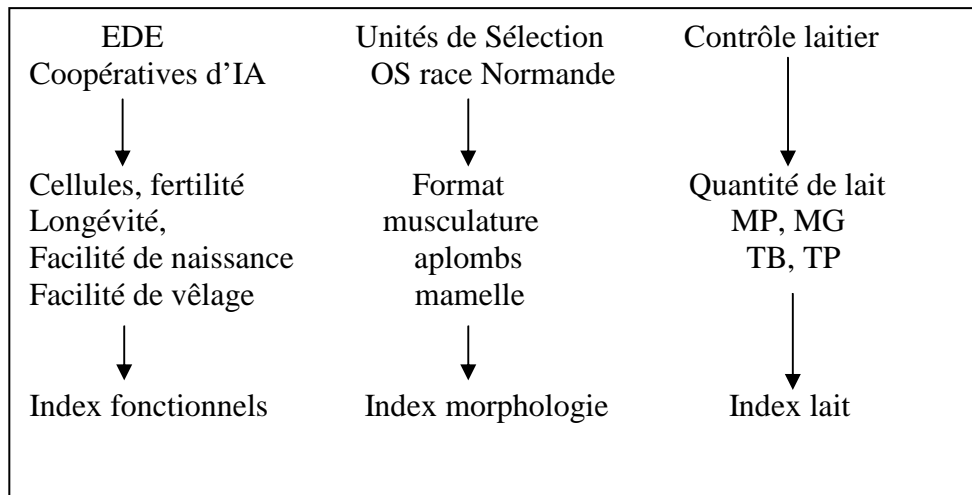 EDE
Coopératives d’IA
Cellules, fertilité
Longévité,
Facilité de naissance
Facilité de vêlage
Index fonctionnels
Unités de Sélection
OS race Normande
Format
musculature
aplombs
mamelle
Index morphologie
Contrôle laitier
Quantité de lait
MP, MG
TB, TP
Index lait